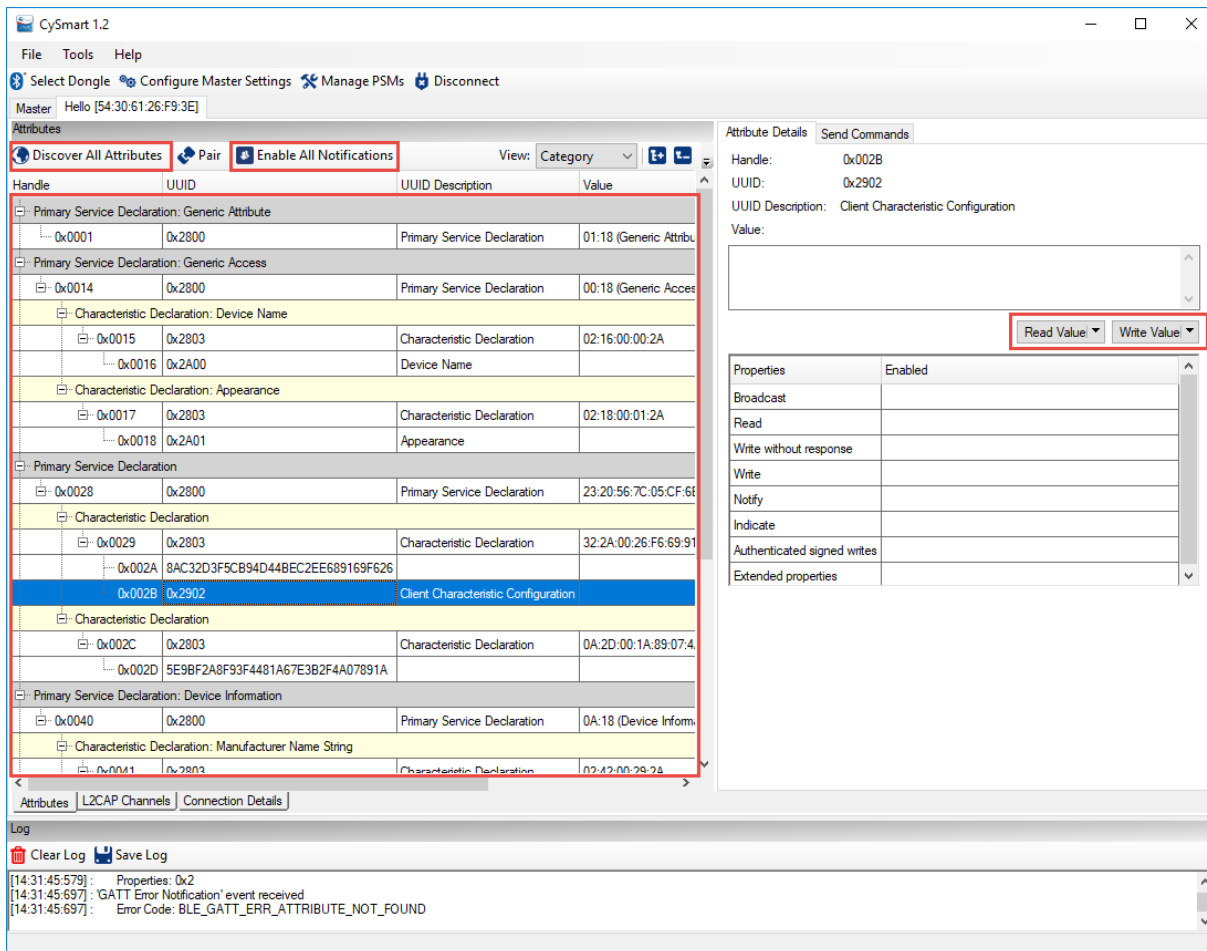 CySmart 1.2
File Tools Help
Select Dongle Configure Master Settings Manage PSMs Disconnect
Master Hello [54:30:61:26:F9:3E]
Attributes
Discover All Attributes Pair Enable All Notifications View: Category
Handle UUID UUID Description Value
Primary Service Declaration: Generic Attribute
0x0001 0x2800 Primary Service Declaration 01:18 (Generic Attribu
Primary Service Declaration: Generic Access
0x0014 0x2800 Primary Service Declaration 00:18 (Generic Acces
Characteristic Declaration: Device Name
0x0015 0x2803 Characteristic Declaration 02:16:00:00:2A
0x0016 0x2A00 Device Name
Characteristic Declaration: Appearance
0x0017 0x2803 Characteristic Declaration 02:18:00:01:2A
0x0018 0x2A01 Appearance
Primary Service Declaration
0x0028 0x2800 Primary Service Declaration 23:20:56:7C:05:CF:6E
Characteristic Declaration
0x0029 0x2803 Characteristic Declaration 32:2A:00:26:F6:69:91
0x002A 8AC32D3F5CB94D44BEC2EE689169F626
0x002B 0x2902 Client Characteristic Configuration
Characteristic Declaration
0x002C 0x2803 Characteristic Declaration 0A:2D:00:1A:89:07:4
0x002D 5E9BF2A8F93F4481A67E3B2F4A07891A
Primary Service Declaration: Device Information
0x0040 0x2800 Primary Service Declaration 0A:18 (Device Inform
Characteristic Declaration: Manufacturer Name String
0x0041 0x2803 Characteristic Declaration 02:42:00:29:2A
Attributes L2CAP Channels Connection Details
Attribute Details Send Commands
Handle: 0x002B
UUID: 0x2902
UUID Description: Client Characteristic Configuration
Value:
Read Value Write Value
Properties Enabled
Broadcast
Read
Write without response
Write
Notify
Indicate
Authenticated signed writes
Extended properties
Log
Clear Log Save Log
[14:31:45:579] : Properties: 0x2
[14:31:45:697] : 'GATT Error Notification' event received
[14:31:45:697] : Error Code: BLE_GATT_ERR_ATTRIBUTE_NOT_FOUND